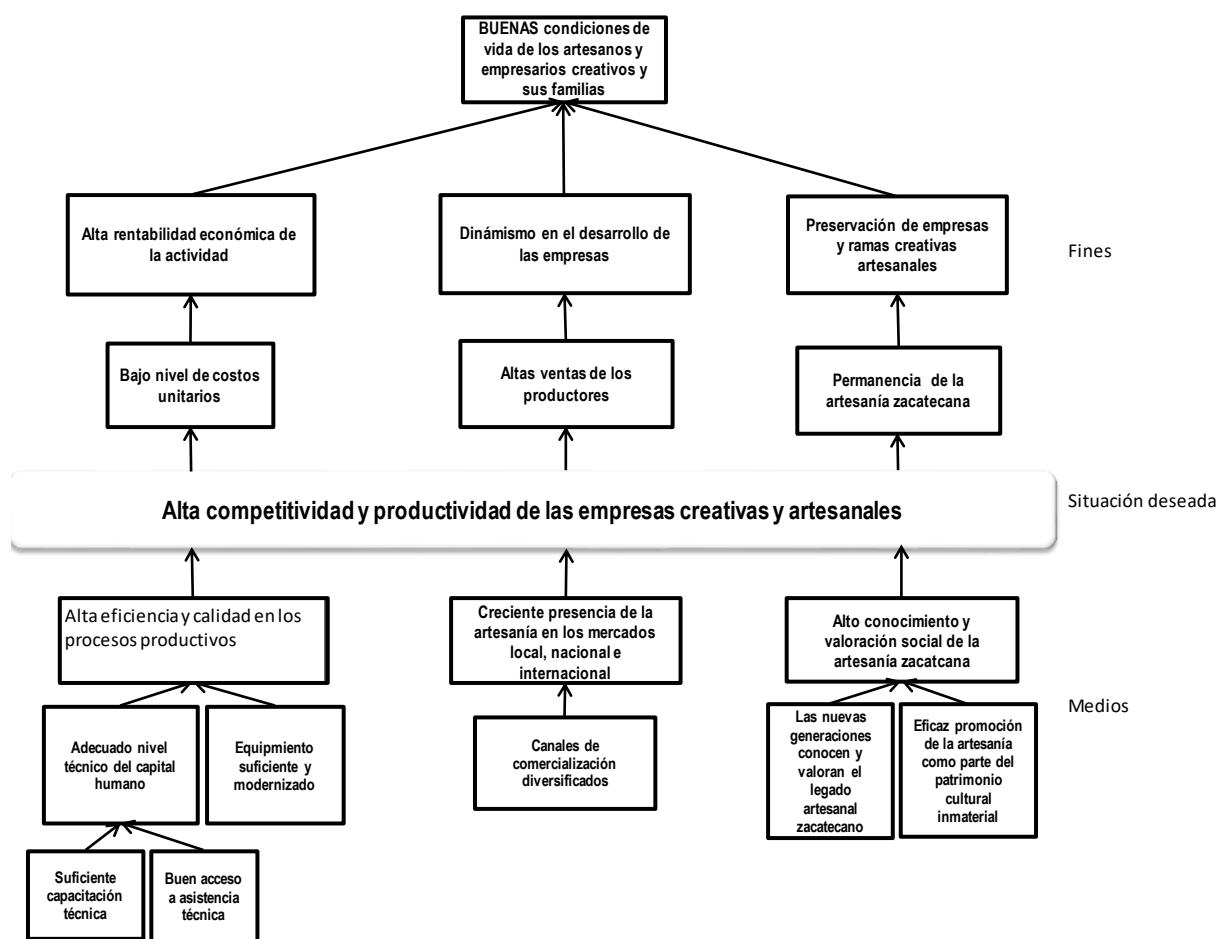 BUENAS condiciones de
vida de los artesanos y
empresarios creativos y
sus familias
Alta rentabilidad económica de
la actividad
Dinámismo en el desarrollo de
las empresas
Preservación de empresas
y ramas creativas
artesanales
Fines
Bajo nivel de costos
unitarios
Altas ventas de los
productores
Permanencia de la
artesanía zacatecana
Alta competitividad y productividad de las empresas creativas y artesanales
Situación deseada
Alta eficiencia y calidad en los
procesos productivos
Creciente presencia de la
artesanía en los mercados
local, nacional e
internacional
Alto conocimiento y
valoración social de la
artesanía zacatcana
Medios
Adecuado nivel
técnico del capital
humano
Equipmiento
suficiente y
modernizado
Canales de
comercialización
diversificados
Las nuevas
generaciones
conocen y
valoran el
legado
artesanal
zacatecano
Eficaz promoción
de la artesanía
como parte del
patrimonio
cultural
inmaterial
Suficiente
capacitación
técnica
Buen acceso
a asistencia
técnica